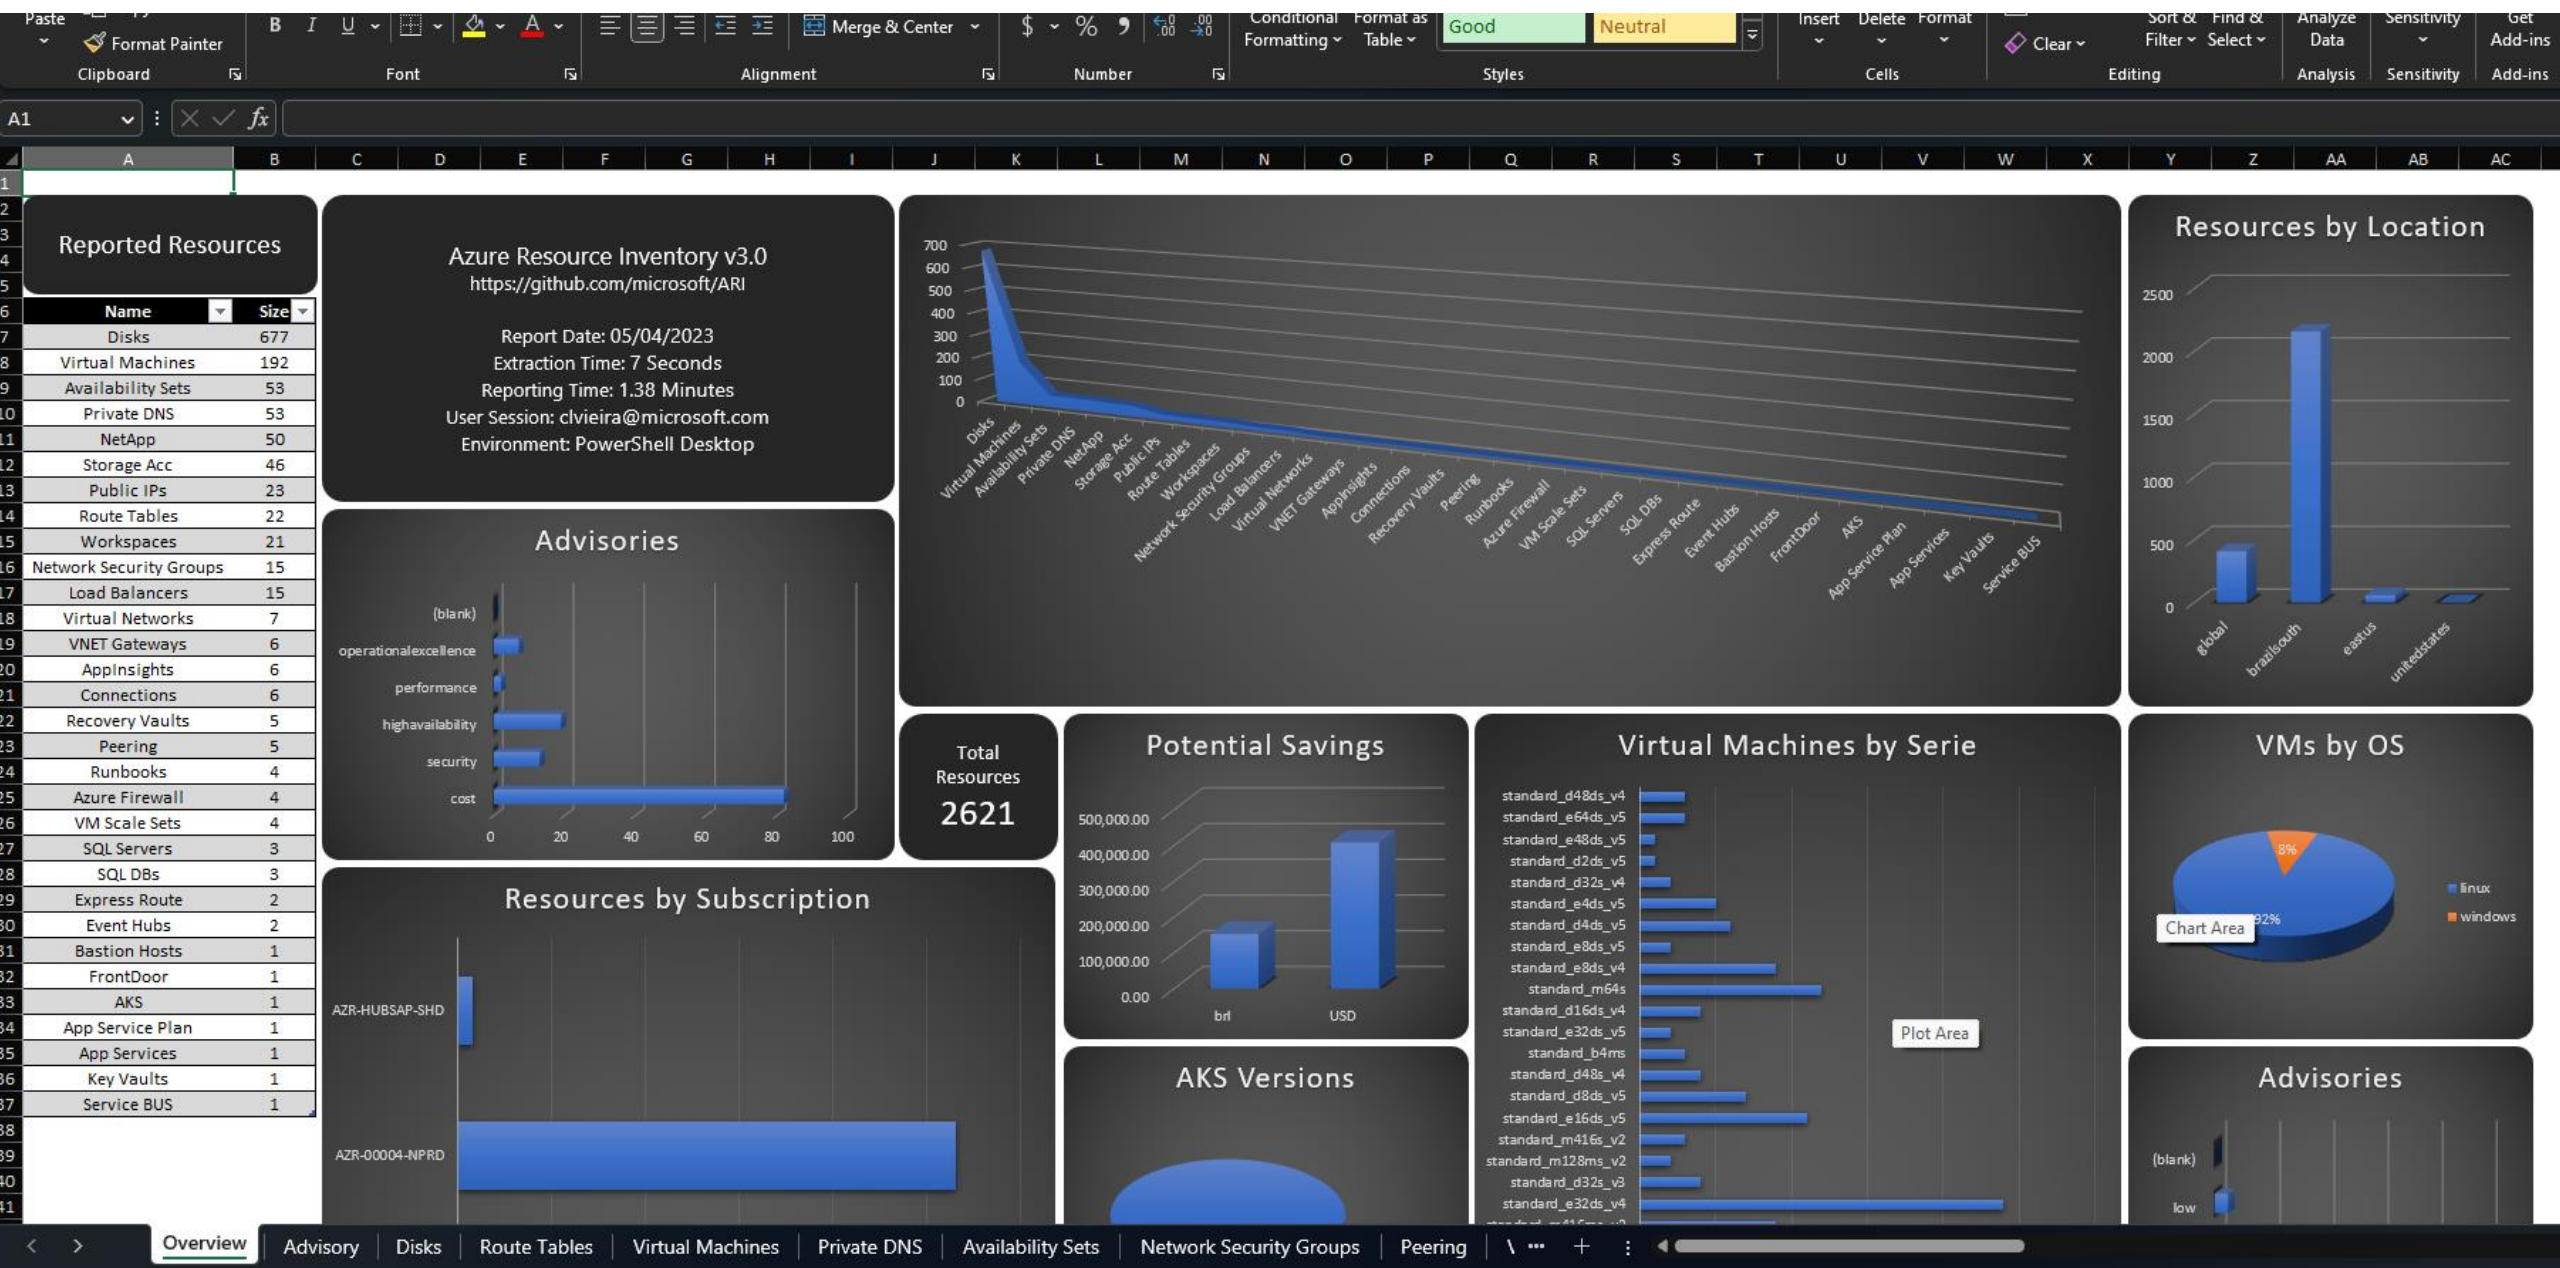 Paste
Format Painter
B I U
A
Merge & Center
$ % 9
Conditional Formatting
Format as Table
Good
Neutral
Insert
Delete
Format
Clear
Sort & Filter
Find & Select
Analyze Data
Sensitivity
Get Add-ins
Clipboard
Font
Alignment
Number
Styles
Cells
Editing
Analysis
Sensitivity
Add-ins
A1
fx
A B C D E F G H I J K L M N O P Q R S T U V W X Y Z AA AB AC
Reported Resources
Name Size
Disks 677
Virtual Machines 192
Availability Sets 53
Private DNS 53
NetApp 50
Storage Acc 46
Public IPs 23
Route Tables 22
Workspaces 21
Network Security Groups 15
Load Balancers 15
Virtual Networks 7
VNET Gateways 6
AppInsights 6
Connections 6
Recovery Vaults 5
Peering 5
Runbooks 4
Azure Firewall 4
VM Scale Sets 4
SQL Servers 3
SQL DBs 3
Express Route 2
Event Hubs 2
Bastion Hosts 1
FrontDoor 1
AKS 1
App Service Plan 1
App Services 1
Key Vaults 1
Service BUS 1
Azure Resource Inventory v3.0
https://github.com/microsoft/ARI
Report Date: 05/04/2023
Extraction Time: 7 Seconds
Reporting Time: 1.38 Minutes
User Session: clvieira@microsoft.com
Environment: PowerShell Desktop
700
600
500
400
300
200
100
0
Disks
Virtual Machines
Availability Sets
Private DNS
NetApp
Storage Acc
Public IPs
Route Tables
Workspaces
Network Security Groups
Load Balancers
Virtual Networks
VNET Gateways
AppInsights
Connections
Recovery Vaults
Peering
Runbooks
Azure Firewall
VM Scale Sets
SQL Servers
SQL DBs
Express Route
Event Hubs
Bastion Hosts
FrontDoor
AKS
App Service Plan
App Services
Key Vaults
Service BUS
Resources by Location
2500
2000
1500
1000
500
0
global
brazilsouth
eastus
unitedstates
Advisories
(blank)
operationalexcellence
performance
highavailability
security
cost
0 20 40 60 80 100
Total
Resources
2621
Potential Savings
500,000.00
400,000.00
300,000.00
200,000.00
100,000.00
0.00
brl USD
Virtual Machines by Serie
standard_d48ds_v4
standard_e64ds_v5
standard_e48ds_v5
standard_d2ds_v5
standard_d32s_v4
standard_e4ds_v5
standard_d4ds_v5
standard_e8ds_v5
standard_e8ds_v4
standard_m64s
standard_d16ds_v4
standard_e32ds_v5
standard_b4ms
standard_d48s_v4
standard_d8ds_v5
standard_e16ds_v5
standard_m416s_v2
standard_m128ms_v2
standard_d32s_v3
standard_e32ds_v4
Plot Area
VMs by OS
8%
92%
Chart Area
linux
windows
Resources by Subscription
AZR-HUBSAP-SHD
AZR-00004-NPRD
AKS Versions
Advisories
(blank)
low
Overview
Advisory
Disks
Route Tables
Virtual Machines
Private DNS
Availability Sets
Network Security Groups
Peering